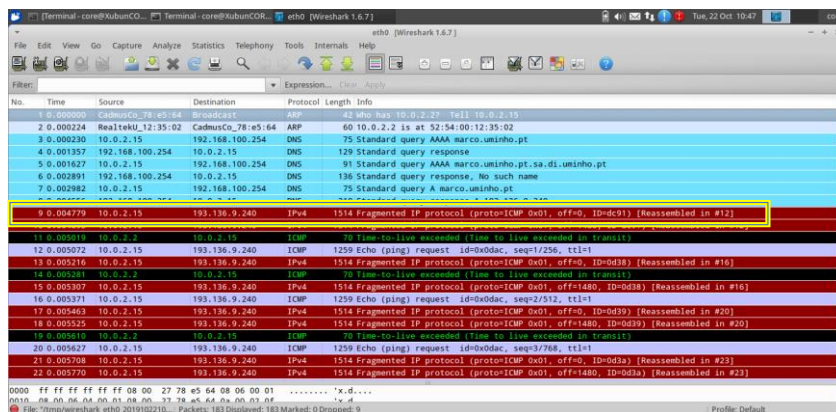 [Terminal - core@XubunCO... Terminal - core@XubunCOR... eth0 [Wireshark 1.6.7] Tue, 22 Oct 10:47 co
eth0 [Wireshark 1.6.7]
File Edit View Go Capture Analyze Statistics Telephony Tools Internals Help
Filter: Expression... Clear Apply
No. Time Source Destination Protocol Length Info
1 0.000000 CadmusCo_78:e5:64 Broadcast ARP 42 Who has 10.0.2.2? Tell 10.0.2.15
2 0.000224 RealtekU_12:35:02 CadmusCo_78:e5:64 ARP 60 10.0.2.2 is at 52:54:00:12:35:02
3 0.000230 10.0.2.15 192.168.100.254 DNS 75 Standard query AAAA marco.uminho.pt
4 0.001357 192.168.100.254 10.0.2.15 DNS 129 Standard query response
5 0.001627 10.0.2.15 192.168.100.254 DNS 91 Standard query AAAA marco.uminho.pt.sa.di.uminho.pt
6 0.002891 192.168.100.254 10.0.2.15 DNS 136 Standard query response, No such name
7 0.002982 10.0.2.15 192.168.100.254 DNS 75 Standard query A marco.uminho.pt
9 0.004779 10.0.2.15 193.136.9.240 IPv4 1514 Fragmented IP protocol (proto=ICMP 0x01, off=0, ID=dc91) [Reassembled in #12]
11 0.005019 10.0.2.2 10.0.2.15 ICMP 70 Time-to-live exceeded (Time to live exceeded in transit)
12 0.005072 10.0.2.15 193.136.9.240 ICMP 1259 Echo (ping) request id=0x0dac, seq=1/256, ttl=1
13 0.005216 10.0.2.15 193.136.9.240 IPv4 1514 Fragmented IP protocol (proto=ICMP 0x01, off=0, ID=0d38) [Reassembled in #16]
14 0.005281 10.0.2.2 10.0.2.15 ICMP 70 Time-to-live exceeded (Time to live exceeded in transit)
15 0.005307 10.0.2.15 193.136.9.240 IPv4 1514 Fragmented IP protocol (proto=ICMP 0x01, off=1480, ID=0d38) [Reassembled in #16]
16 0.005371 10.0.2.15 193.136.9.240 ICMP 1259 Echo (ping) request id=0x0dac, seq=2/512, ttl=1
17 0.005463 10.0.2.15 193.136.9.240 IPv4 1514 Fragmented IP protocol (proto=ICMP 0x01, off=0, ID=0d39) [Reassembled in #20]
18 0.005525 10.0.2.15 193.136.9.240 IPv4 1514 Fragmented IP protocol (proto=ICMP 0x01, off=1480, ID=0d39) [Reassembled in #20]
19 0.005610 10.0.2.2 10.0.2.15 ICMP 70 Time-to-live exceeded (Time to live exceeded in transit)
20 0.005627 10.0.2.15 193.136.9.240 ICMP 1259 Echo (ping) request id=0x0dac, seq=3/768, ttl=1
21 0.005708 10.0.2.15 193.136.9.240 IPv4 1514 Fragmented IP protocol (proto=ICMP 0x01, off=0, ID=0d3a) [Reassembled in #23]
22 0.005770 10.0.2.15 193.136.9.240 IPv4 1514 Fragmented IP protocol (proto=ICMP 0x01, off=1480, ID=0d3a) [Reassembled in #23]
0000 ff ff ff ff ff ff 08 00 27 78 e5 64 08 06 00 01 ........ 'x.d....
0010 08 00 06 04 00 01 08 00 27 78 e5 64 0a 00 02 0f
File: "/tmp/wireshark_eth0_2019102210... Packets: 183 Displayed: 183 Marked: 0 Dropped: 9 Profile: Default